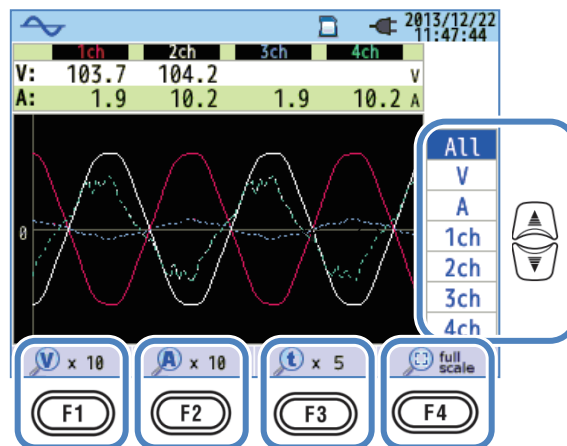 2013/12/22
11:47:44
1ch 2ch 3ch 4ch
V: 103.7 104.2 V
A: 1.9 10.2 1.9 10.2 A
0
All
V
A
1ch
2ch
3ch
4ch
V x 10 A x 10 t x 5 full scale
F1 F2 F3 F4